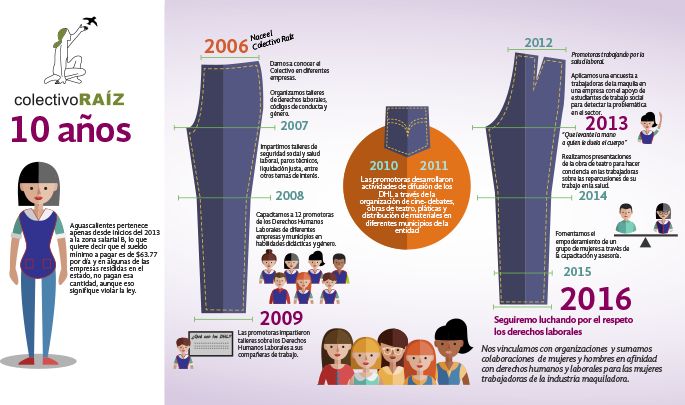 colectivoRAÍZ
10 años
Aguascalientes pertenece
apenas desde inicios del 2013
a la zona salarial B, lo que
quiere decir que el sueldo
mínimo a pagar es de $63.77
por día y en algunas de las
empresas residídas en el
estado, no pagan esa
cantidad, aunque eso
signifique violar la ley.
2006
Nace el
Colectivo Raíz
Damos a conocer el
Colectivo en diferentes
empresas.
Organizamos talleres
de derechos laborales,
códigos de conducta y
género.
2007
Impartimos talleres de
seguridad social y salud
laboral, paros técnicos,
liquidación justa, entre
otros temas de interés.
2008
Capacitamos a 12 promotoras
de los Derechos Humanos
Laborales de diferentes
empresas y municipios en
habilidades didácticas y género.
2009
¿Qué son los DHL?
Las promotoras impartieron
talleres sobre los Derechos
Humanos Laborales a sus
compañeras de trabajo.
2010 2011
Las promotoras desarrollaron
actividades de difusión de los
DHL a través de la
organización de cine- debates,
obras de teatro, pláticas y
distribución de materiales en
diferentes municipios de la
entidad
2012
Promotoras trabajando por la
salud laboral.
Aplicamos una encuesta a
trabajadoras de la maquila en
una empresa con el apoyo de
estudiantes de trabajo social
para detectar la problemática
en el sector.
2013
"Que levante la mano
a quien le duela el cuerpo"
Realizamos presentaciones
de la obra de teatro para hacer
conciencia en las trabajadoras
sobre las repercusiones de su
trabajo en la salud.
2014
Fomentamos el
empoderamiento de un
grupo de mujeres a través de
la capacitación y asesoría.
2015
2016
Seguiremo luchando por el respeto
los derechos laborales
Nos vinculamos con organizaciones y sumamos
colaboraciones de mujeres y hombres en afinidad
con derechos humanos y laborales para las mujeres
trabajadoras de la industria maquiladora.